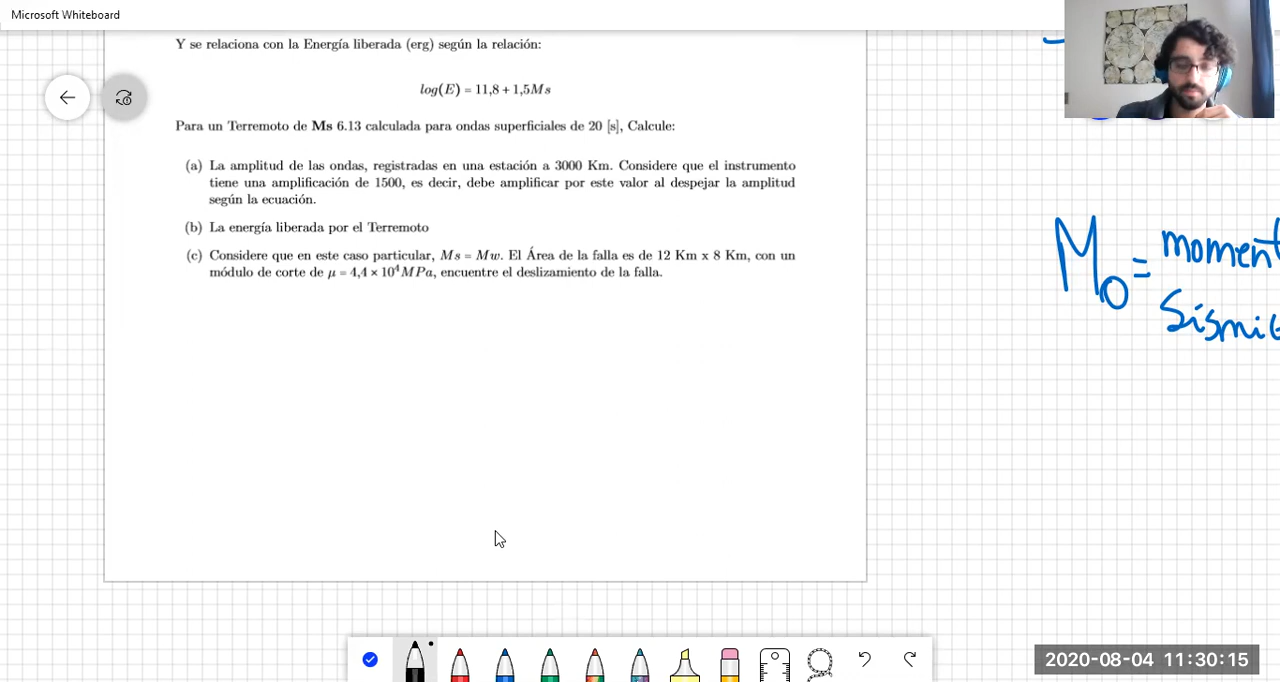 Microsoft Whiteboard
Y se relaciona con la Energía liberada (erg) según la relación:
log(E) = 11,8 + 1,5Ms
Para un Terremoto de Ms 6.13 calculada para ondas superficiales de 20 [s], Calcule:
(a) La amplitud de las ondas, registradas en una estación a 3000 Km. Considere que el instrumento
tiene una amplificación de 1500, es decir, debe amplificar por este valor al despejar la amplitud
según la ecuación.
(b) La energía liberada por el Terremoto
(c) Considere que en este caso particular, Ms = Mw. El Área de la falla es de 12 Km x 8 Km, con un
módulo de corte de μ = 4,4 × 10⁴MPa, encuentre el deslizamiento de la falla.
M₀ = moment
Sísmi
2020-08-04 11:30:15